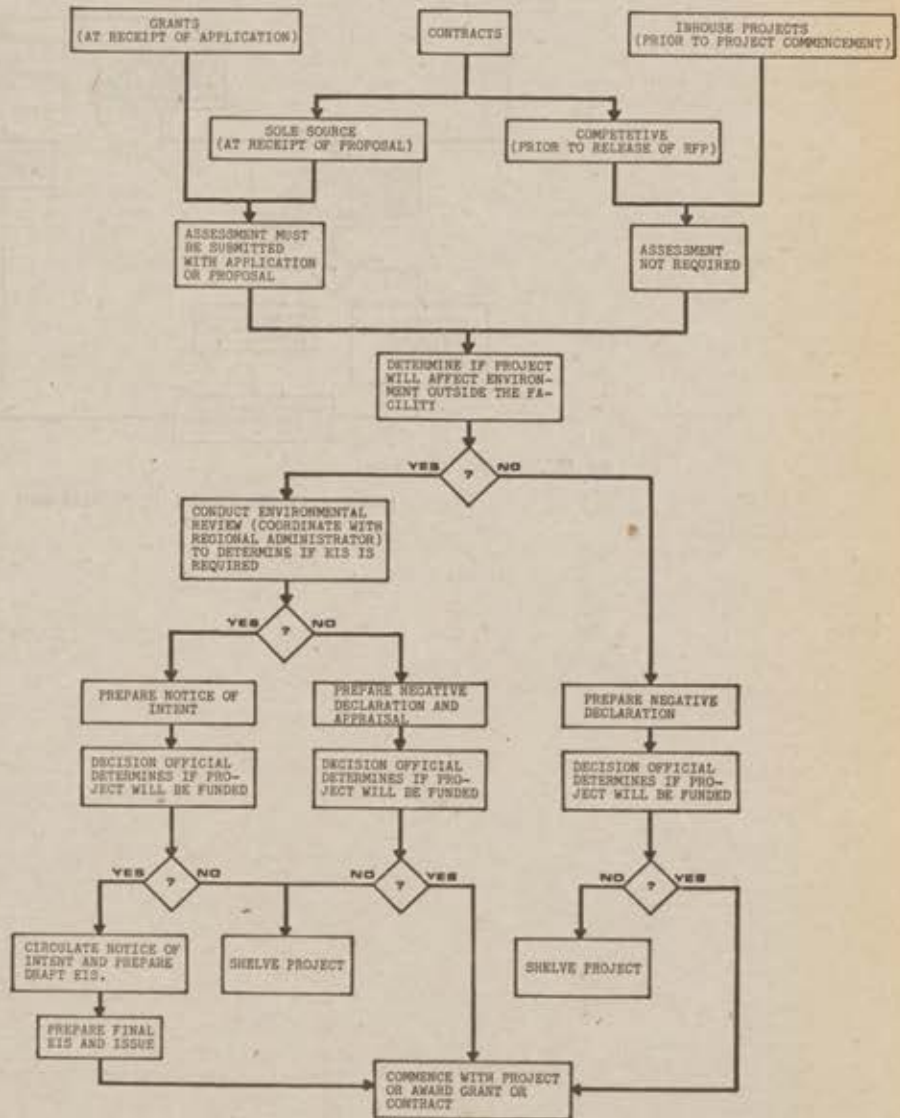 GRANTS
(AT RECEIPT OF APPLICATION)
CONTRACTS
INHOUSE PROJECTS
(PRIOR TO PROJECT COMMENCEMENT)
SOLE SOURCE
(AT RECEIPT OF PROPOSAL)
COMPETETIVE
(PRIOR TO RELEASE OF RFP)
ASSESSMENT MUST
BE SUBMITTED
WITH APPLICATION
OR PROPOSAL
ASSESSMENT
NOT REQUIRED
DETERMINE IF PROJECT
WILL AFFECT ENVIRON-
MENT OUTSIDE THE FA-
CILITY
YES ? NO
CONDUCT ENVIRONMENTAL
REVIEW (COORDINATE WITH
REGIONAL ADMINISTRATOR)
TO DETERMINE IF EIS IS
REQUIRED
YES ? NO
PREPARE NOTICE OF
INTENT
PREPARE NEGATIVE
DECLARATION AND
APPRAISAL
PREPARE NEGATIVE
DECLARATION
DECISION OFFICIAL
DETERMINES IF PRO-
JECT WILL BE FUNDED
DECISION OFFICIAL
DETERMINES IF PRO-
JECT WILL BE FUNDED
DECISION OFFICIAL
DETERMINES IF PRO-
JECT WILL BE FUNDED
YES ? NO
NO ? YES
NO ? YES
CIRCULATE NOTICE OF
INTENT AND PREPARE
DRAFT EIS.
SHELVE PROJECT
SHELVE PROJECT
PREPARE FINAL
EIS AND ISSUE
COMMENCE WITH PROJECT
OR AWARD GRANT OR
CONTRACT